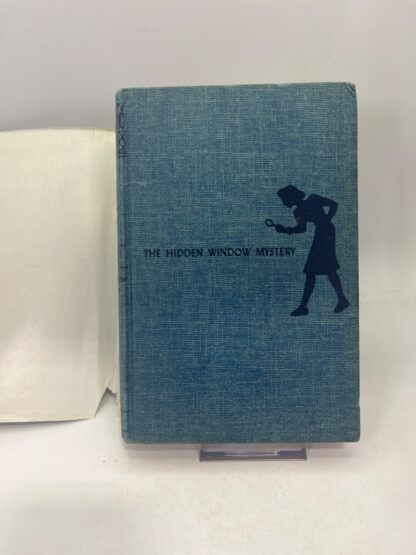 THE HIDDEN WINDOW MYSTERY